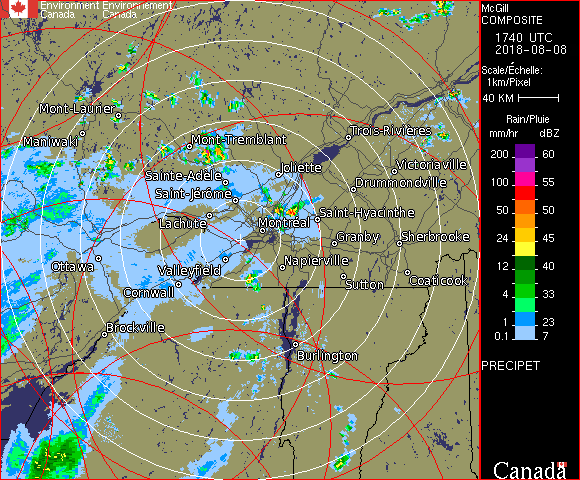 Environment Environnement
Canada Canada
McGill
COMPOSITE
1740 UTC
2018-08-08
Scale/Échelle:
1km/Pixel
40 KM
Rain/Pluie
mm/hr dBZ
200 60
100 55
50 50
24 45
12 40
4 33
1 23
0.1 7
PRECIPET
Canada
Mont-Laurier
Maniwaki
Mont-Tremblant
Trois-Rivières
Sainte-Adèle
Joliette
Victoriaville
Saint-Jérôme
Drummondville
Lachute
Montréal
Saint-Hyacinthe
Granby
Sherbrooke
Ottawa
Valleyfield
Napierville
Cornwall
Sutton
Coaticook
Brockville
Burlington